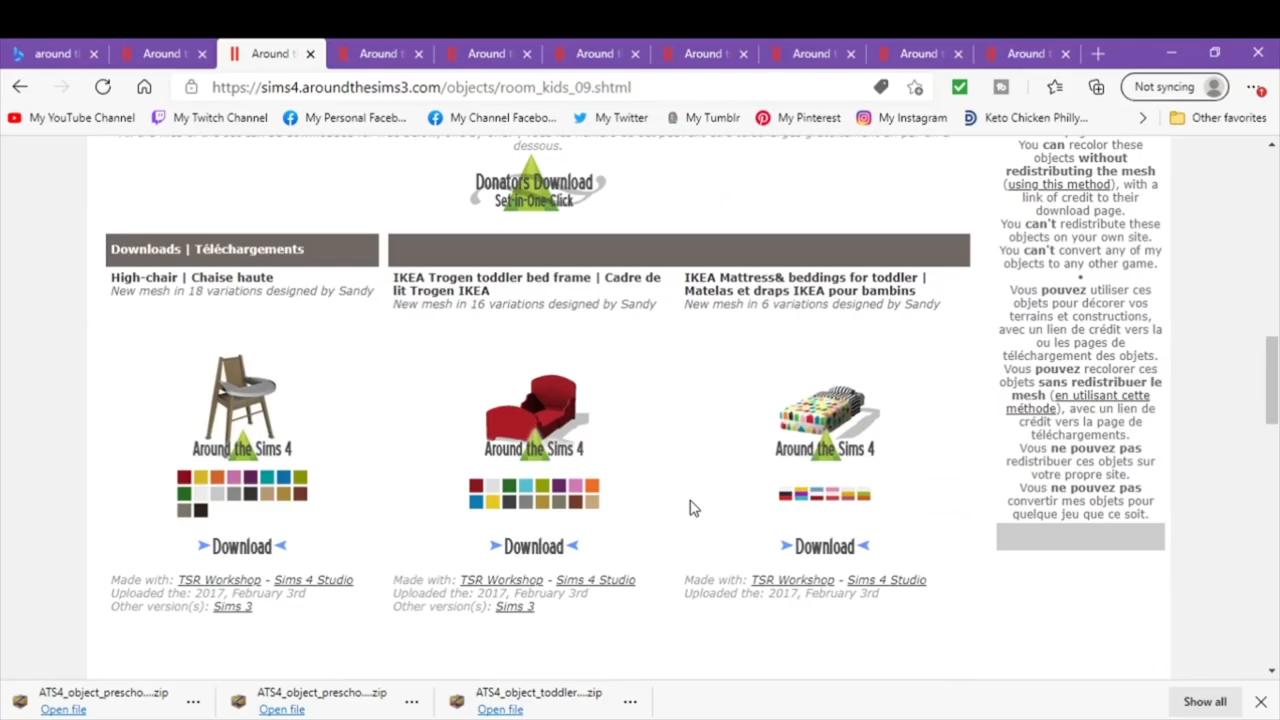 around t
Around t
Around t
Around t
Around t
Around t
Around t
Around t
Around t
Around t
https://sims4.aroundthesims3.com/objects/room_kids_09.shtml
Not syncing
My YouTube Channel
My Twitch Channel
My Personal Faceb...
My Channel Facebo...
My Twitter
My Tumblr
My Pinterest
My Instagram
Keto Chicken Philly...
Other favorites
dessous.
Donators Download
Set-in-One Click
Downloads | Téléchargements
High-chair | Chaise haute
New mesh in 18 variations designed by Sandy
Around the Sims 4
Download
Made with: TSR Workshop - Sims 4 Studio
Uploaded the: 2017, February 3rd
Other version(s): Sims 3
IKEA Trogen toddler bed frame | Cadre de
lit Trogen IKEA
New mesh in 16 variations designed by Sandy
Around the Sims 4
Download
Made with: TSR Workshop - Sims 4 Studio
Uploaded the: 2017, February 3rd
Other version(s): Sims 3
IKEA Mattress& beddings for toddler |
Matelas et draps IKEA pour bambins
New mesh in 6 variations designed by Sandy
Around the Sims 4
Download
Made with: TSR Workshop - Sims 4 Studio
Uploaded the: 2017, February 3rd
You can recolor these
objects without
redistributing the mesh
(using this method), with a
link of credit to their
download page.
You can't redistribute these
objects on your own site.
You can't convert any of my
objects to any other game.
•
Vous pouvez utiliser ces
objets pour décorer vos
terrains et constructions,
avec un lien de crédit vers la
ou les pages de
téléchargement des objets.
Vous pouvez recolorer ces
objets sans redistribuer le
mesh (en utilisant cette
méthode), avec un lien de
crédit vers la page de
téléchargements.
Vous ne pouvez pas
redistribuer ces objets sur
votre propre site.
Vous ne pouvez pas
convertir mes objets pour
quelque jeu que ce soit.
ATS4_object_prescho....zip
Open file
ATS4_object_prescho....zip
Open file
ATS4_object_toddler....zip
Open file
Show all